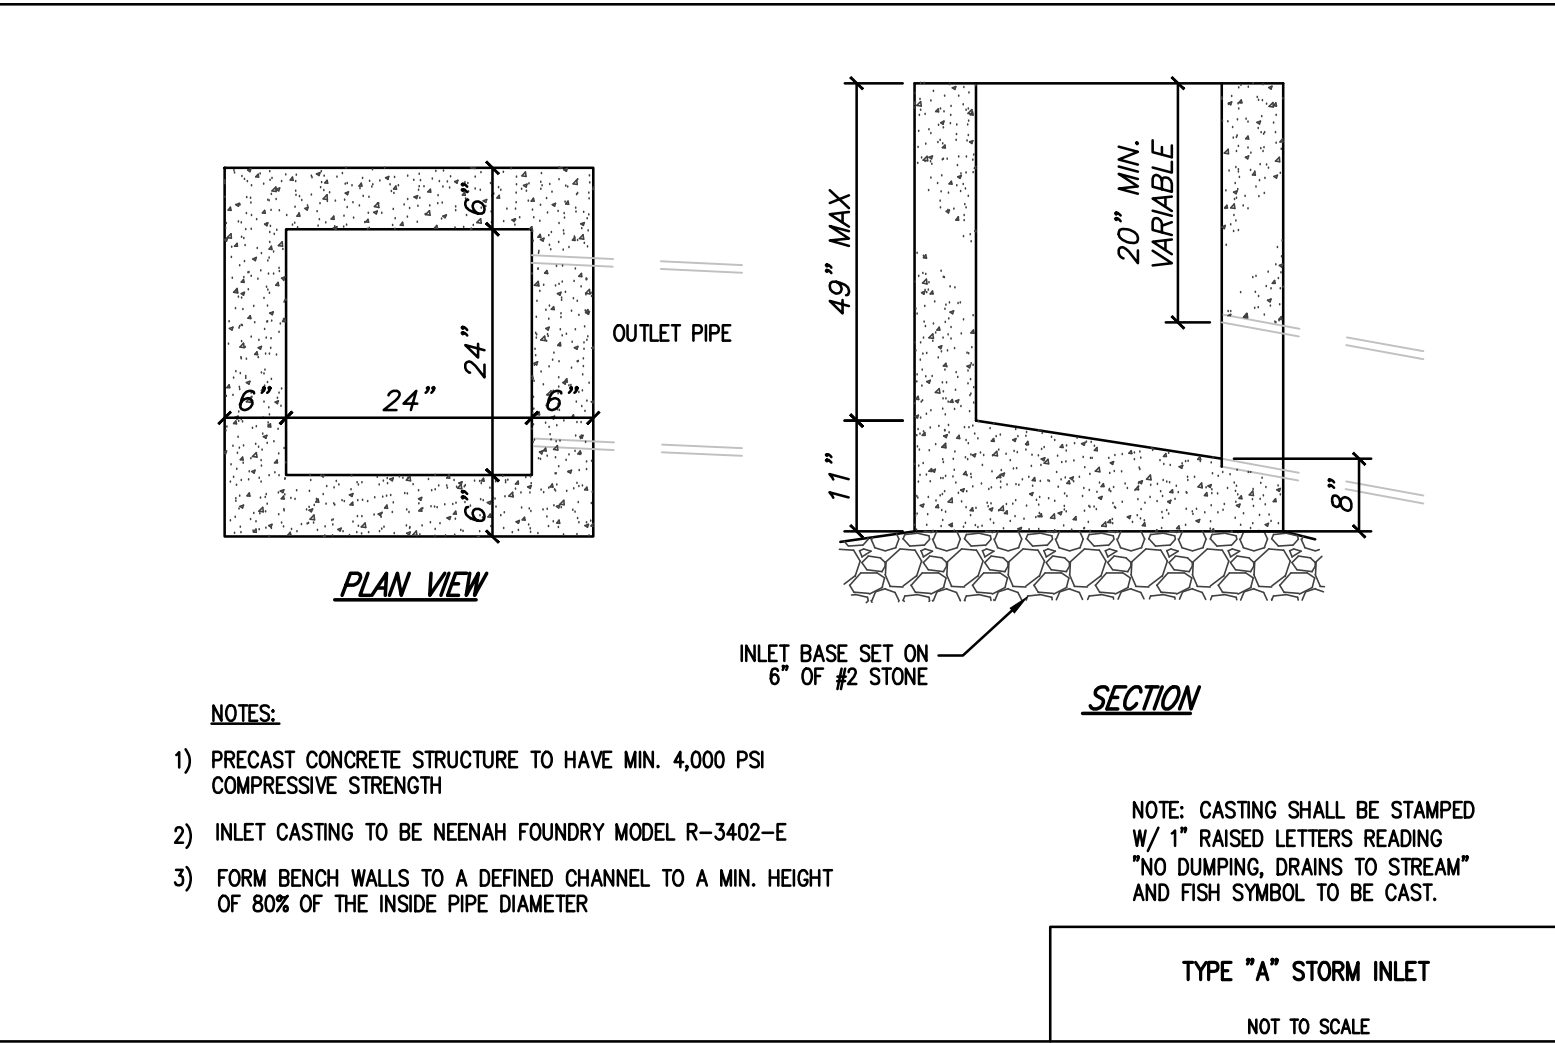 6”
24”
6”
24”
6”
6”
OUTLET PIPE
PLAN VIEW
49” MAX
11”
20” MIN.
VARIABLE
8”
INLET BASE SET ON
6” OF #2 STONE
SECTION
NOTES:
1) PRECAST CONCRETE STRUCTURE TO HAVE MIN. 4,000 PSI
COMPRESSIVE STRENGTH
2) INLET CASTING TO BE NEENAH FOUNDRY MODEL R-3402-E
3) FORM BENCH WALLS TO A DEFINED CHANNEL TO A MIN. HEIGHT
OF 80% OF THE INSIDE PIPE DIAMETER
NOTE: CASTING SHALL BE STAMPED
W/ 1” RAISED LETTERS READING
"NO DUMPING, DRAINS TO STREAM”
AND FISH SYMBOL TO BE CAST.
TYPE ”A” STORM INLET
NOT TO SCALE